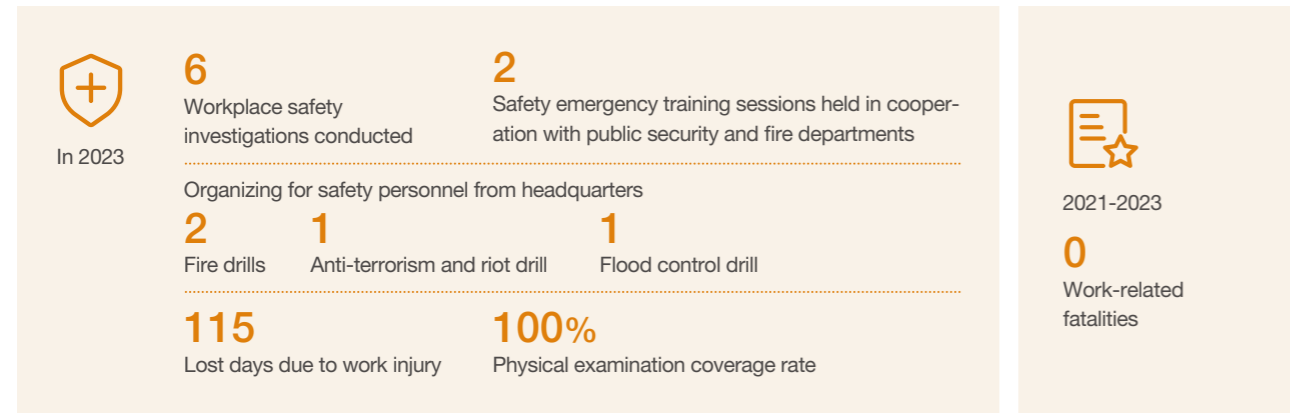 In 2023
6
Workplace safety
investigations conducted
2
Safety emergency training sessions held in cooper-
ation with public security and fire departments
Organizing for safety personnel from headquarters
2
Fire drills
1
Anti-terrorism and riot drill
1
Flood control drill
115
Lost days due to work injury
100%
Physical examination coverage rate
2021-2023
0
Work-related
fatalities